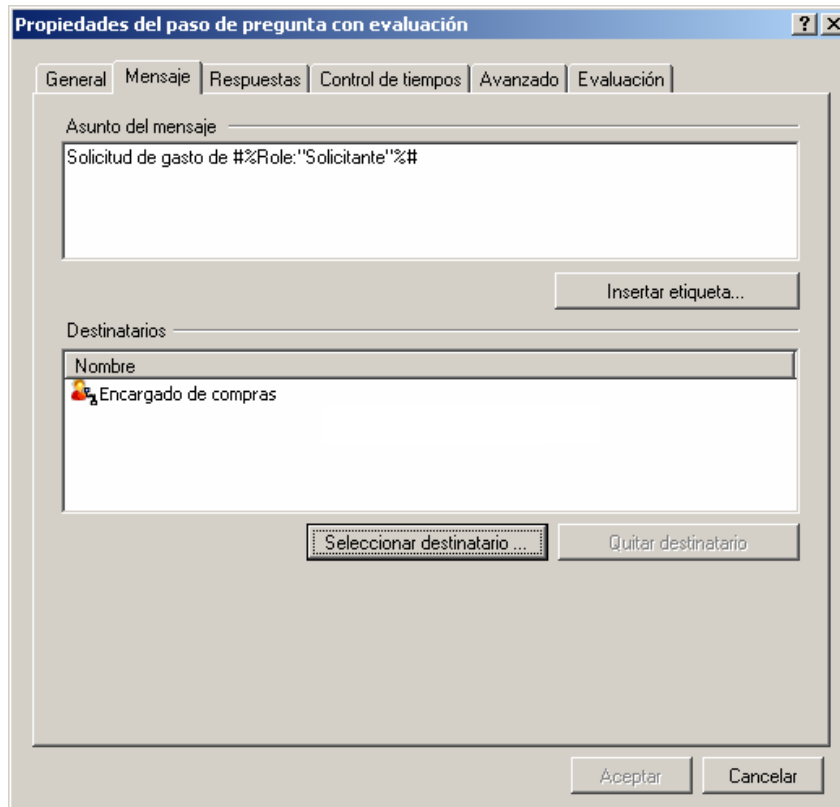 Propiedades del paso de pregunta con evaluación
General Mensaje Respuestas Control de tiempos Avanzado Evaluación
Asunto del mensaje
Solicitud de gasto de #%Role:"Solicitante"%#
Insertar etiqueta...
Destinatarios
Nombre
Encargado de compras
Seleccionar destinatario ... Quitar destinatario
Aceptar Cancelar